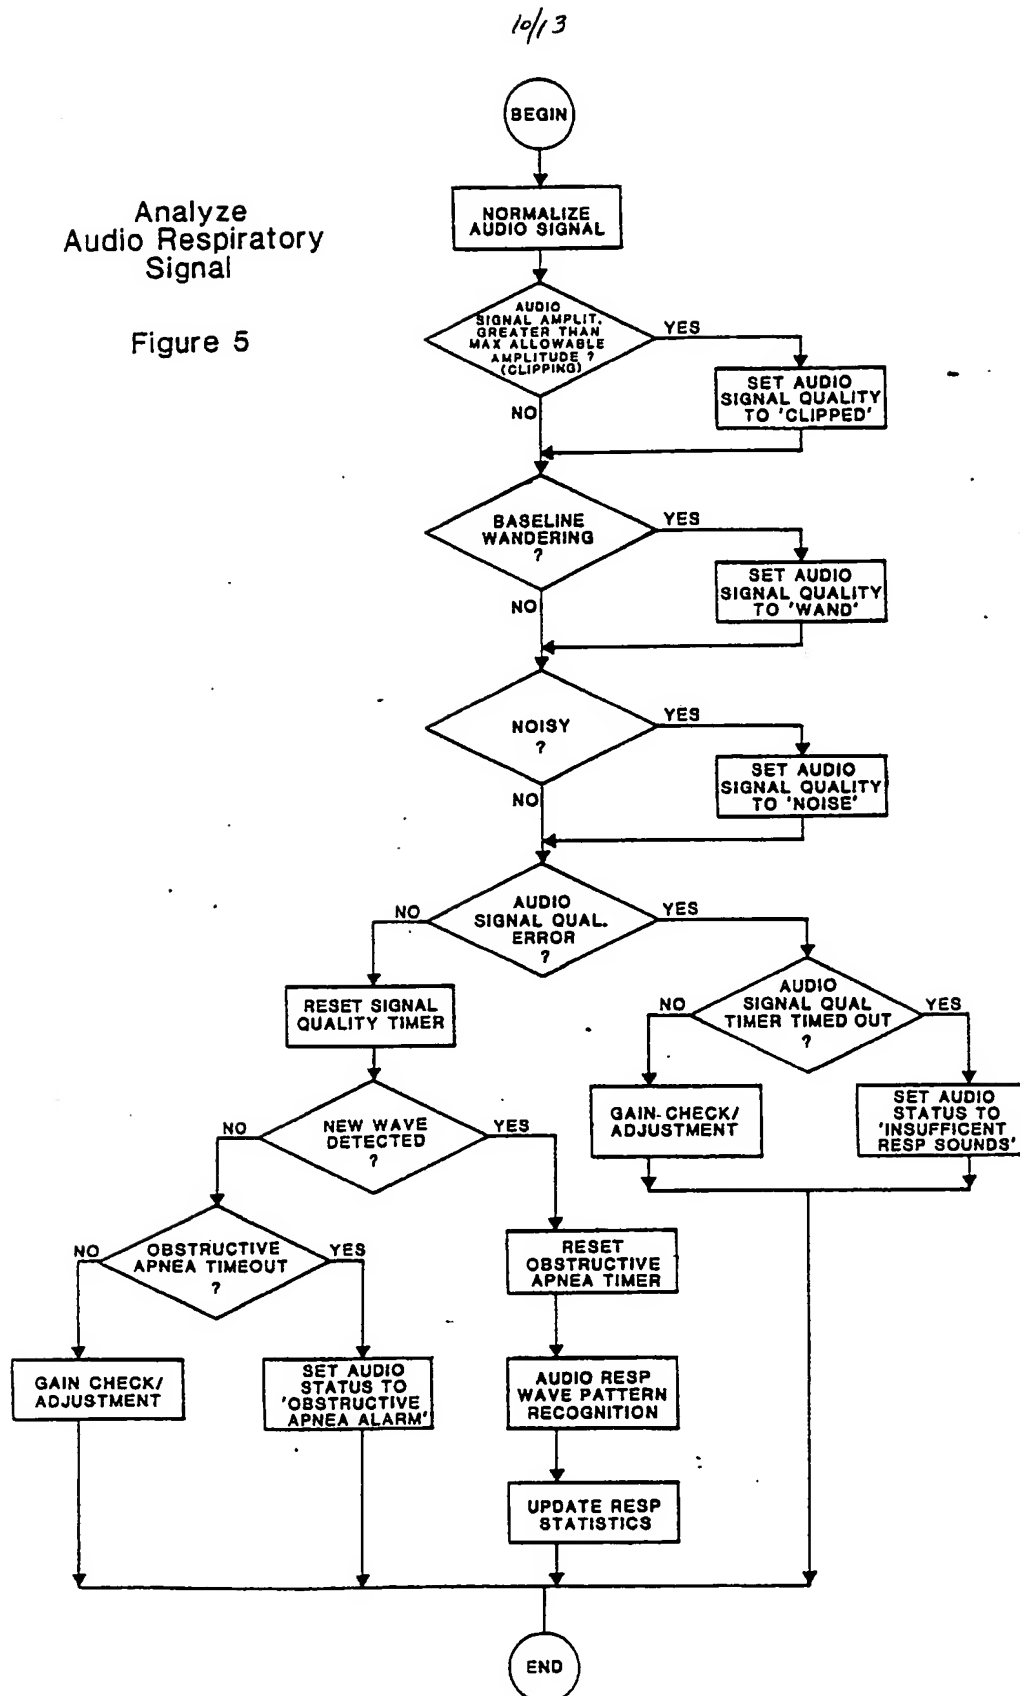 10/13
BEGIN
Analyze
Audio Respiratory
Signal
Figure 5
NORMALIZE
AUDIO SIGNAL
AUDIO
SIGNAL AMPLIT.
GREATER THAN
MAX ALLOWABLE
AMPLITUDE ?
(CLIPPING)
YES
NO
SET AUDIO
SIGNAL QUALITY
TO 'CLIPPED'
BASELINE
WANDERING
?
YES
NO
SET AUDIO
SIGNAL QUALITY
TO 'WAND'
NOISY
?
YES
NO
SET AUDIO
SIGNAL QUALITY
TO 'NOISE'
AUDIO
SIGNAL QUAL.
ERROR
?
NO
YES
RESET SIGNAL
QUALITY TIMER
AUDIO
SIGNAL QUAL
TIMER TIMED OUT
?
NO
YES
GAIN-CHECK/
ADJUSTMENT
SET AUDIO
STATUS TO
'INSUFFICENT
RESP SOUNDS'
NEW WAVE
DETECTED
?
NO
YES
OBSTRUCTIVE
APNEA TIMEOUT
?
NO
YES
RESET
OBSTRUCTIVE
APNEA TIMER
GAIN CHECK/
ADJUSTMENT
SET AUDIO
STATUS TO
'OBSTRUCTIVE
APNEA ALARM'
AUDIO RESP
WAVE PATTERN
RECOGNITION
UPDATE RESP
STATISTICS
END